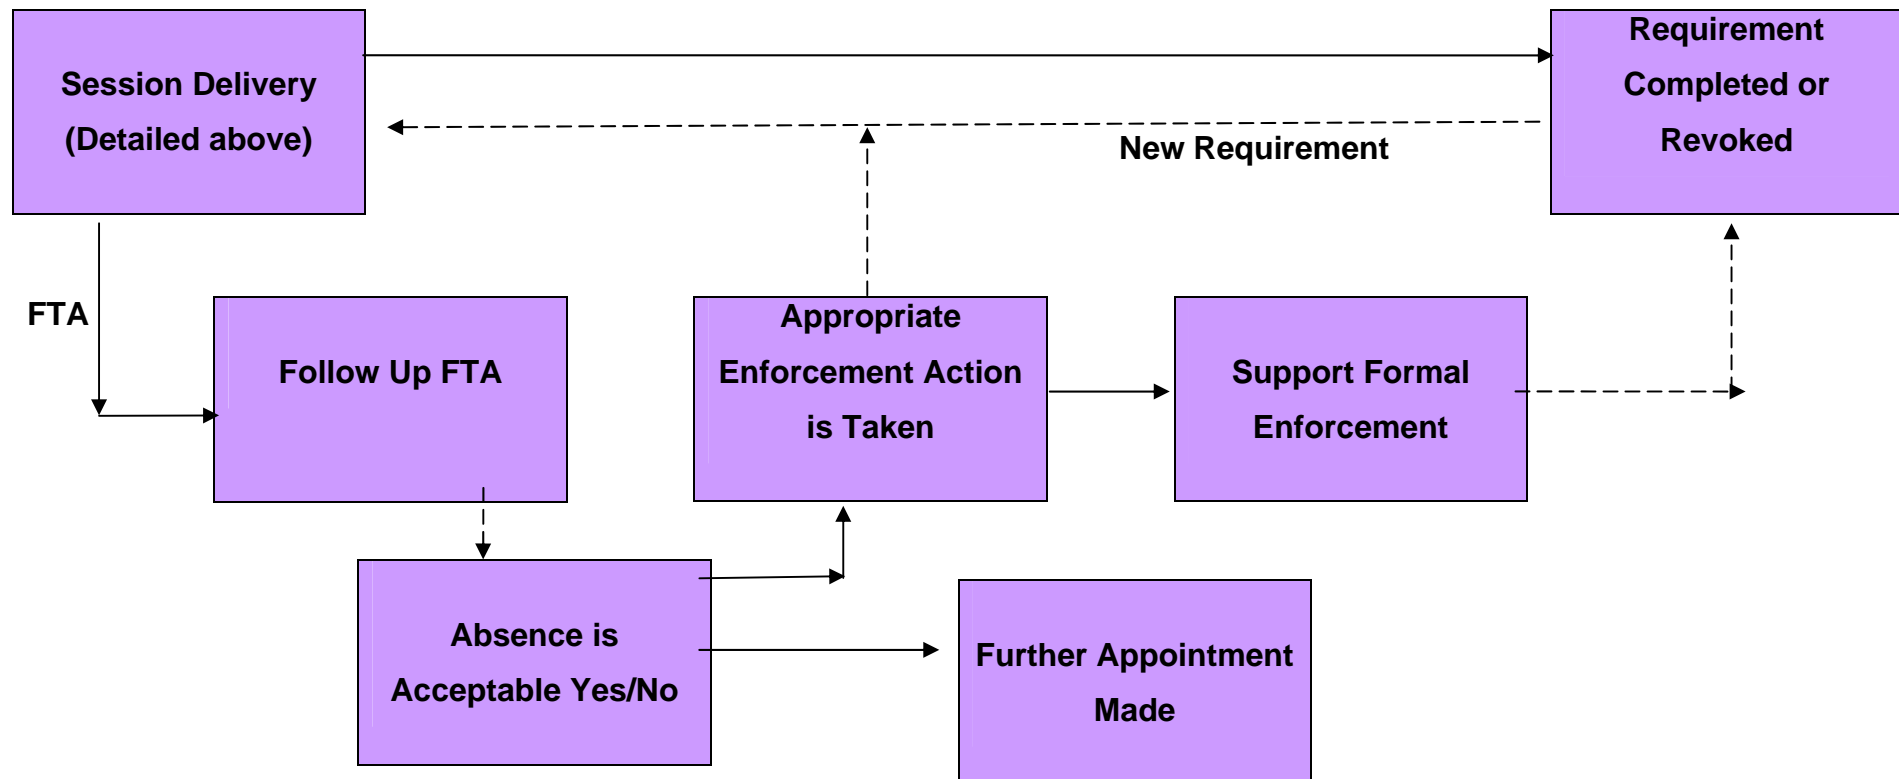 Session Delivery
(Detailed above)
Requirement
Completed or
Revoked
New Requirement
FTA
Follow Up FTA
Appropriate
Enforcement Action
is Taken
Support Formal
Enforcement
Absence is
Acceptable Yes/No
Further Appointment
Made